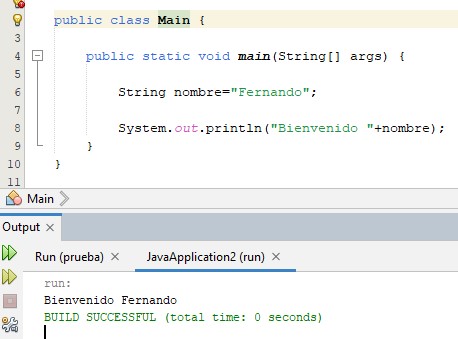 public class Main {
3
4 public static void main(String[] args) {
5
6 String nombre="Fernando";
7
8 System.out.println("Bienvenido "+nombre);
9 }
10 }
11
Main
Output ×
Run (prueba) × JavaApplication2 (run) ×
run:
Bienvenido Fernando
BUILD SUCCESSFUL (total time: 0 seconds)